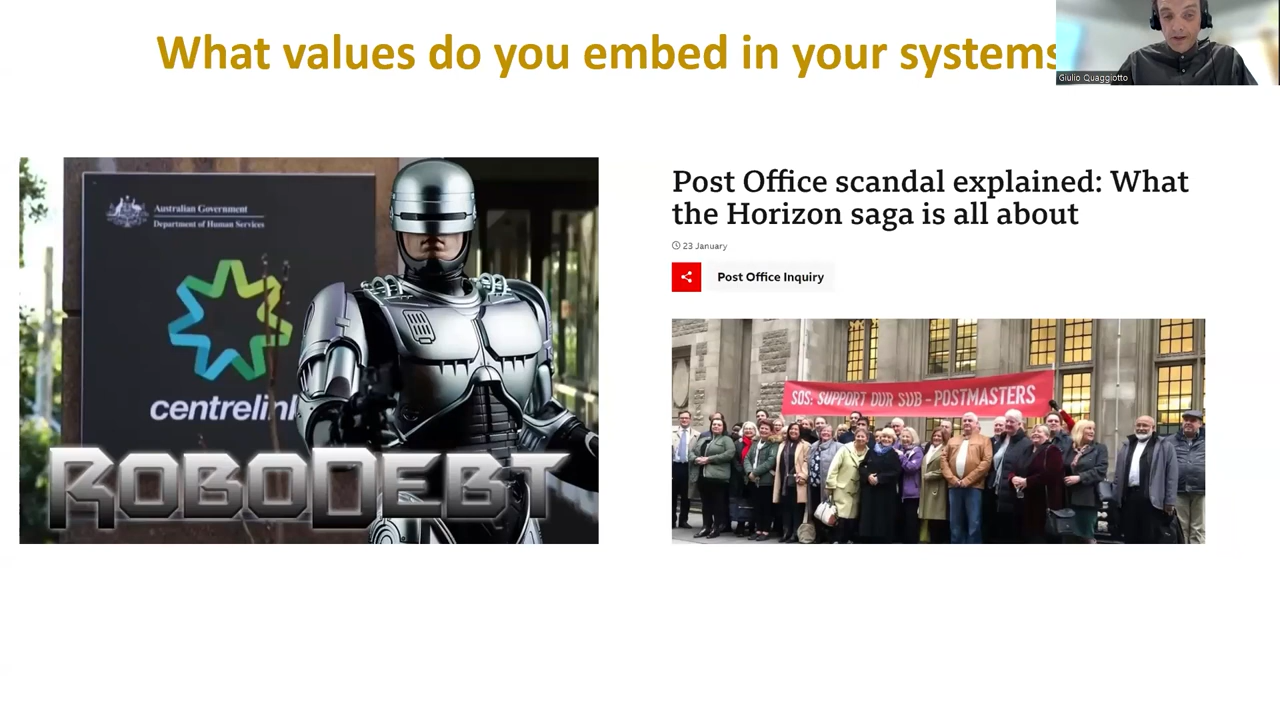 What values do you embed in your systems
Giulio Quaggiotto
Australian Government
Department of Human Services
centrelink
ROBODEBT
Post Office scandal explained: What
the Horizon saga is all about
23 January
Post Office Inquiry
SOS: SUPPORT OUR SUB-POSTMASTERS